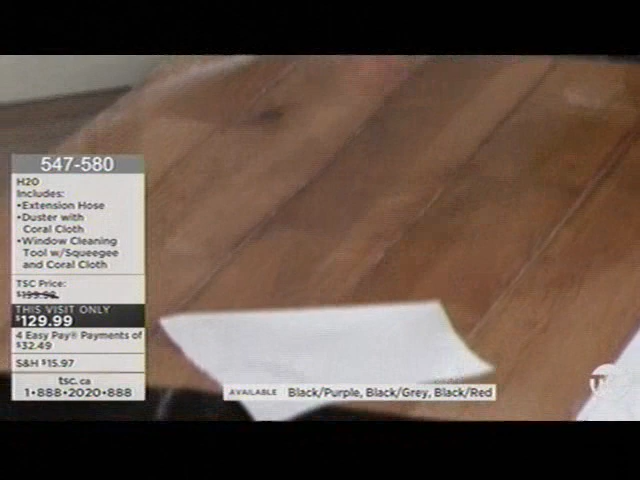 547-580
H2O
Includes:
•Extension Hose
•Duster with
Coral Cloth
•Window Cleaning
Tool w/Squeegee
and Coral Cloth
TSC Price:
$199.99
THIS VISIT ONLY
$129.99
4 Easy Pay® Payments of
$32.49
S&H $15.97
tsc.ca
1•888•2020•888
AVAILABLE Black/Purple, Black/Grey, Black/Red